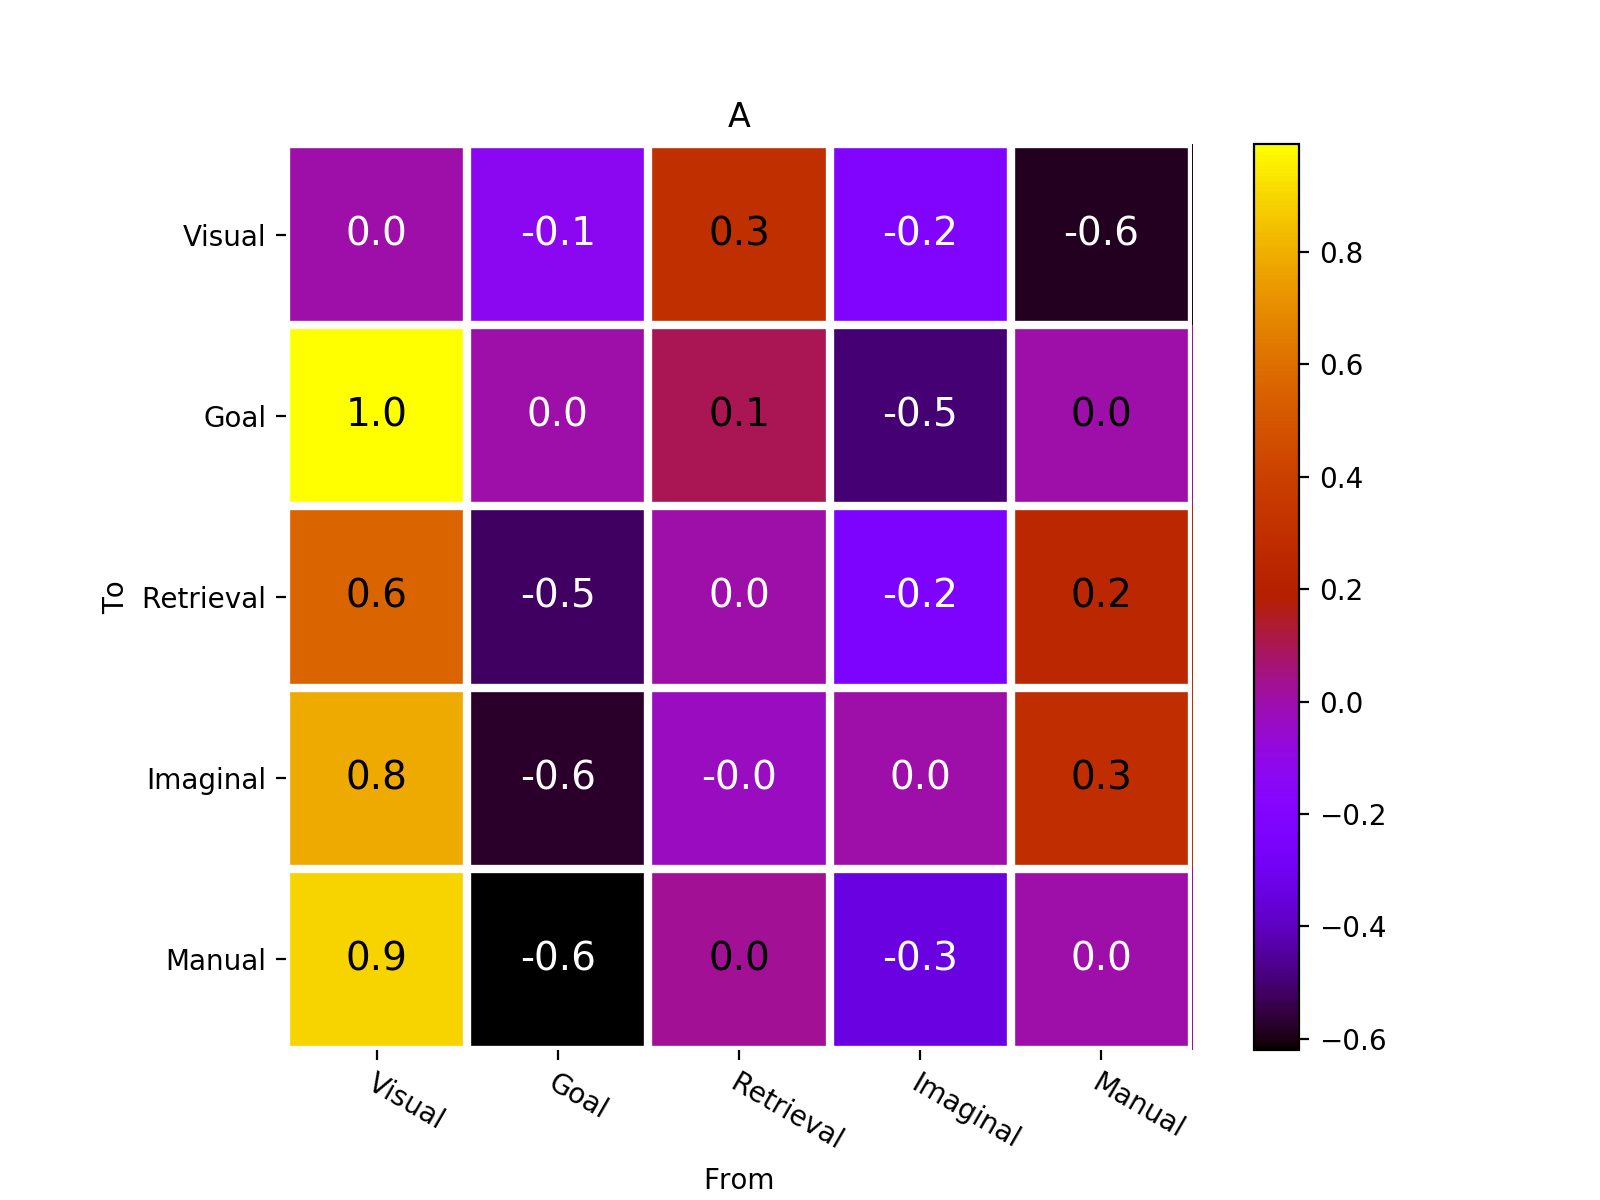 A
Visual 0.0 -0.1 0.3 -0.2 -0.6
Goal 1.0 0.0 0.1 -0.5 0.0
To
Retrieval 0.6 -0.5 0.0 -0.2 0.2
Imaginal 0.8 -0.6 -0.0 0.0 0.3
Manual 0.9 -0.6 0.0 -0.3 0.0
Visual Goal Retrieval Imaginal Manual
From
0.8
0.6
0.4
0.2
0.0
−0.2
−0.4
−0.6